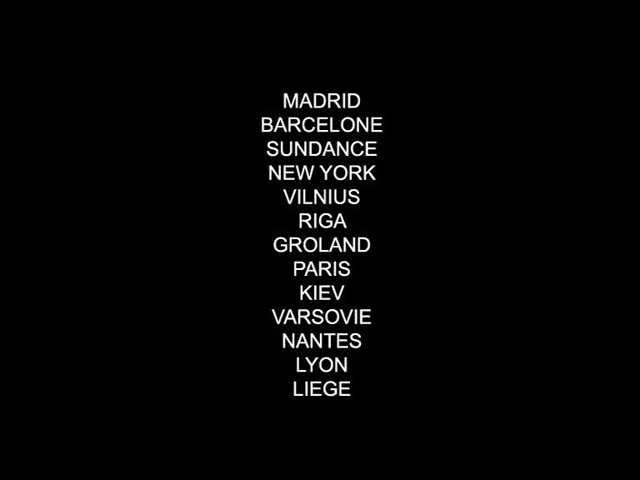 MADRID
BARCELONE
SUNDANCE
NEW YORK
VILNIUS
RIGA
GROLAND
PARIS
KIEV
VARSOVIE
NANTES
LYON
LIEGE